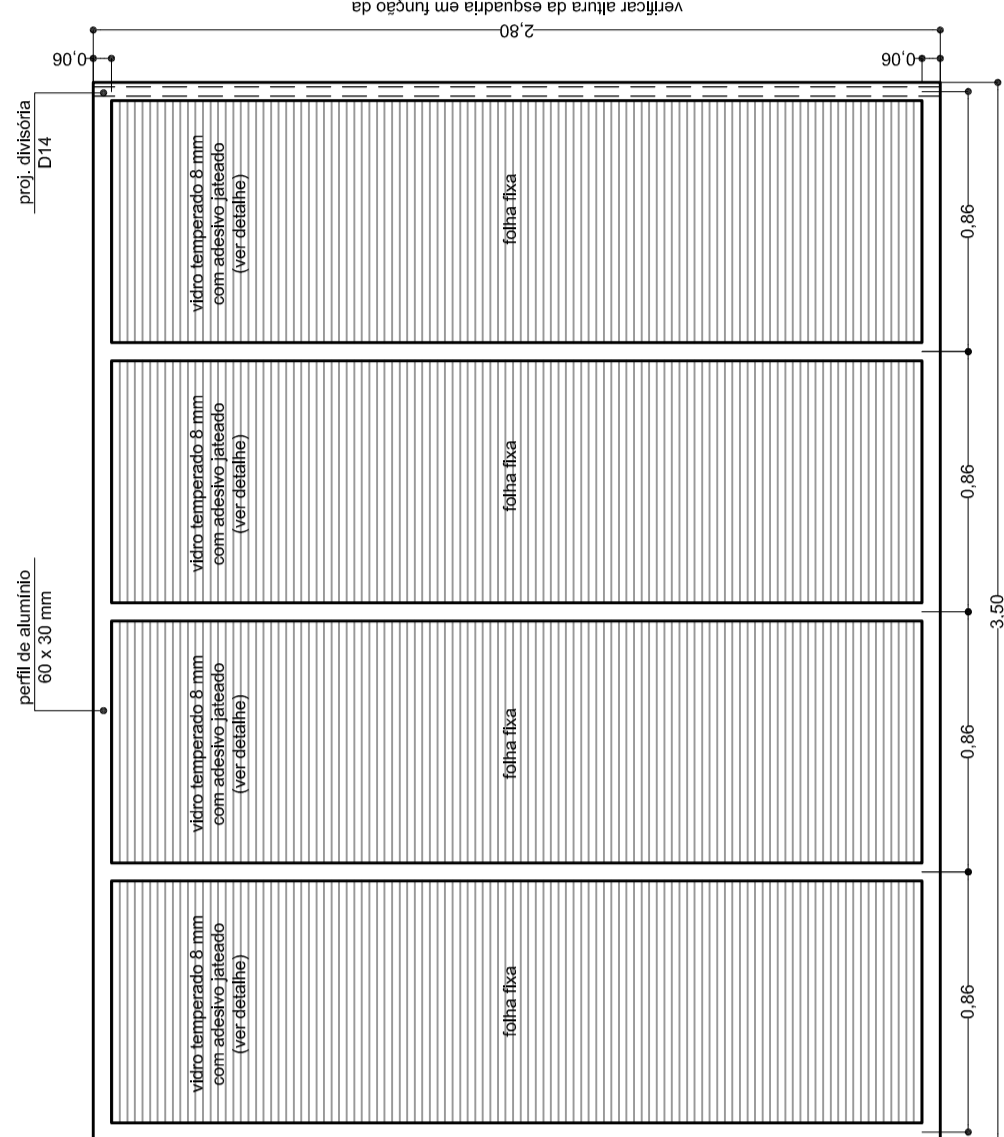 verificar altura da esquadria em função da
2,80
0,06
0,06
proj. divisória
D14
vidro temperado 8 mm
com adesivo jateado
(ver detalhe)
folha fixa
0,86
vidro temperado 8 mm
com adesivo jateado
(ver detalhe)
folha fixa
0,86
perfil de alumínio
60 x 30 mm
vidro temperado 8 mm
com adesivo jateado
(ver detalhe)
folha fixa
0,86
3.50
vidro temperado 8 mm
com adesivo jateado
(ver detalhe)
folha fixa
0,86